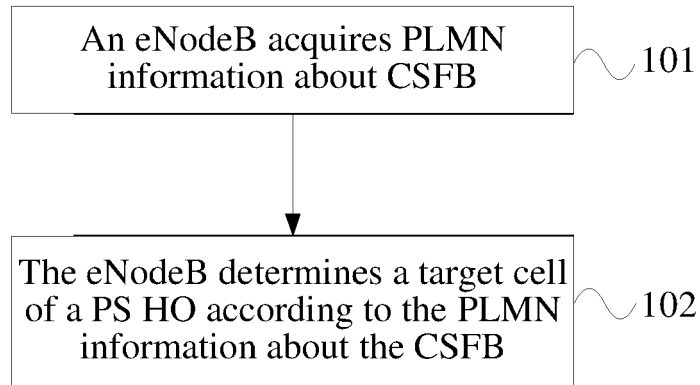 An eNodeB acquires PLMN
information about CSFB
101
The eNodeB determines a target cell
of a PS HO according to the PLMN
information about the CSFB
102